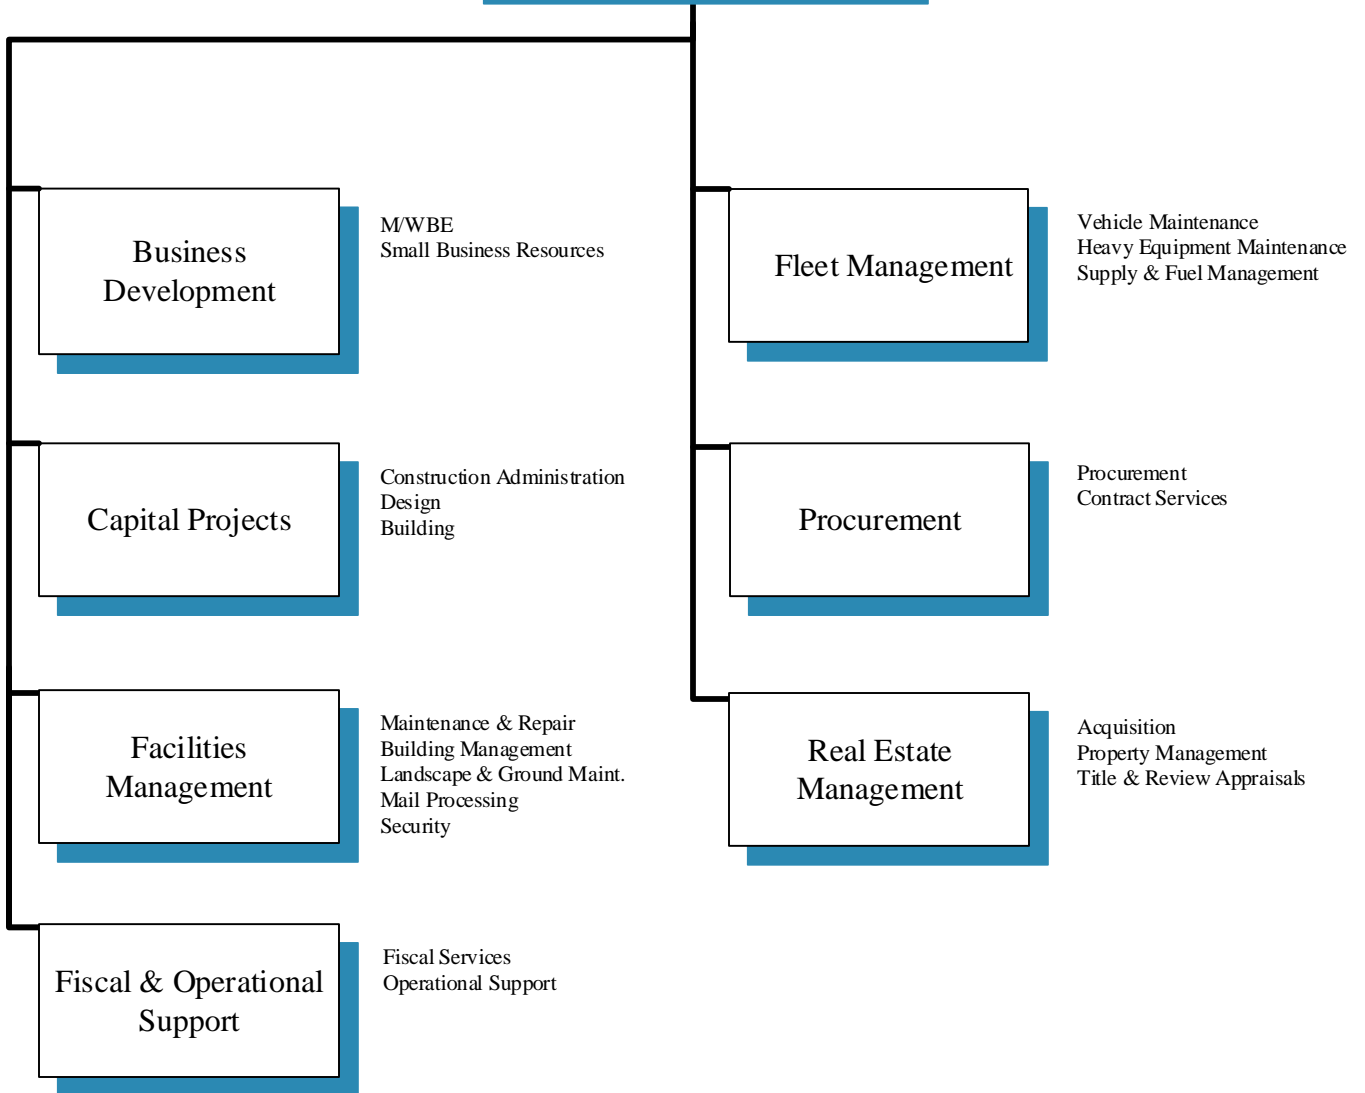 Business
Development
M/WBE
Small Business Resources
Capital Projects
Construction Administration
Design
Building
Facilities
Management
Maintenance & Repair
Building Management
Landscape & Ground Maint.
Mail Processing
Security
Fiscal & Operational
Support
Fiscal Services
Operational Support
Fleet Management
Vehicle Maintenance
Heavy Equipment Maintenance
Supply & Fuel Management
Procurement
Procurement
Contract Services
Real Estate
Management
Acquisition
Property Management
Title & Review Appraisals